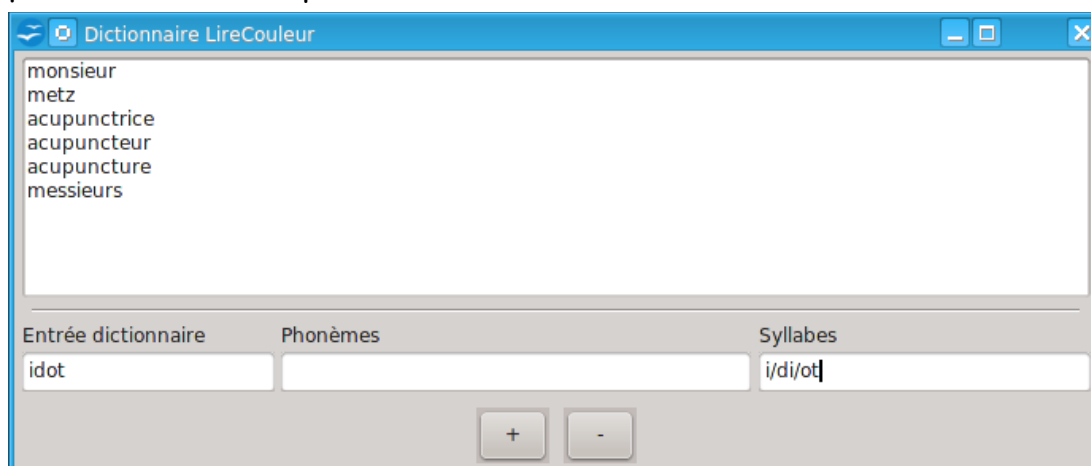 Dictionnaire LireCouleur
monsieur
metz
acupunctrice
acupuncteur
acupuncture
messieurs
Entrée dictionnaire Phonèmes Syllabes
idot i/di/ot
+ -